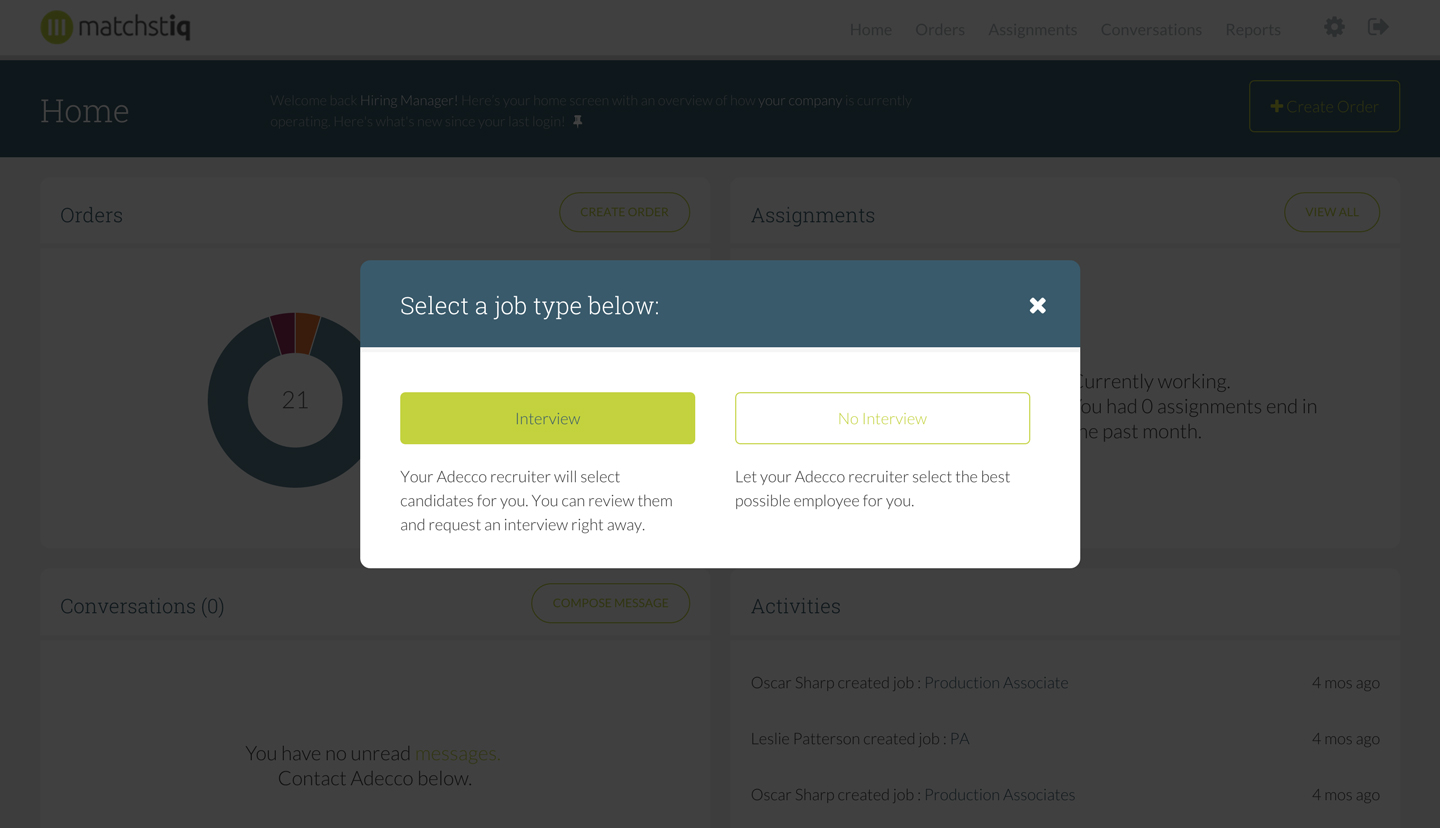 matchstiq
Home Orders Assignments Conversations Reports
Home
Welcome back Hiring Manager! Here's your home screen with an overview of how your company is currently
operating. Here's what's new since your last login!
Create Order
Orders
CREATE ORDER
Assignments
VIEW ALL
21
Currently working.
You had 0 assignments end in
the past month.
Select a job type below:
Interview
Your Adecco recruiter will select
candidates for you. You can review them
and request an interview right away.
No Interview
Let your Adecco recruiter select the best
possible employee for you.
Conversations (0)
COMPOSE MESSAGE
You have no unread messages.
Contact Adecco below.
Activities
Oscar Sharp created job : Production Associate 4 mos ago
Leslie Patterson created job : PA 4 mos ago
Oscar Sharp created job : Production Associates 4 mos ago